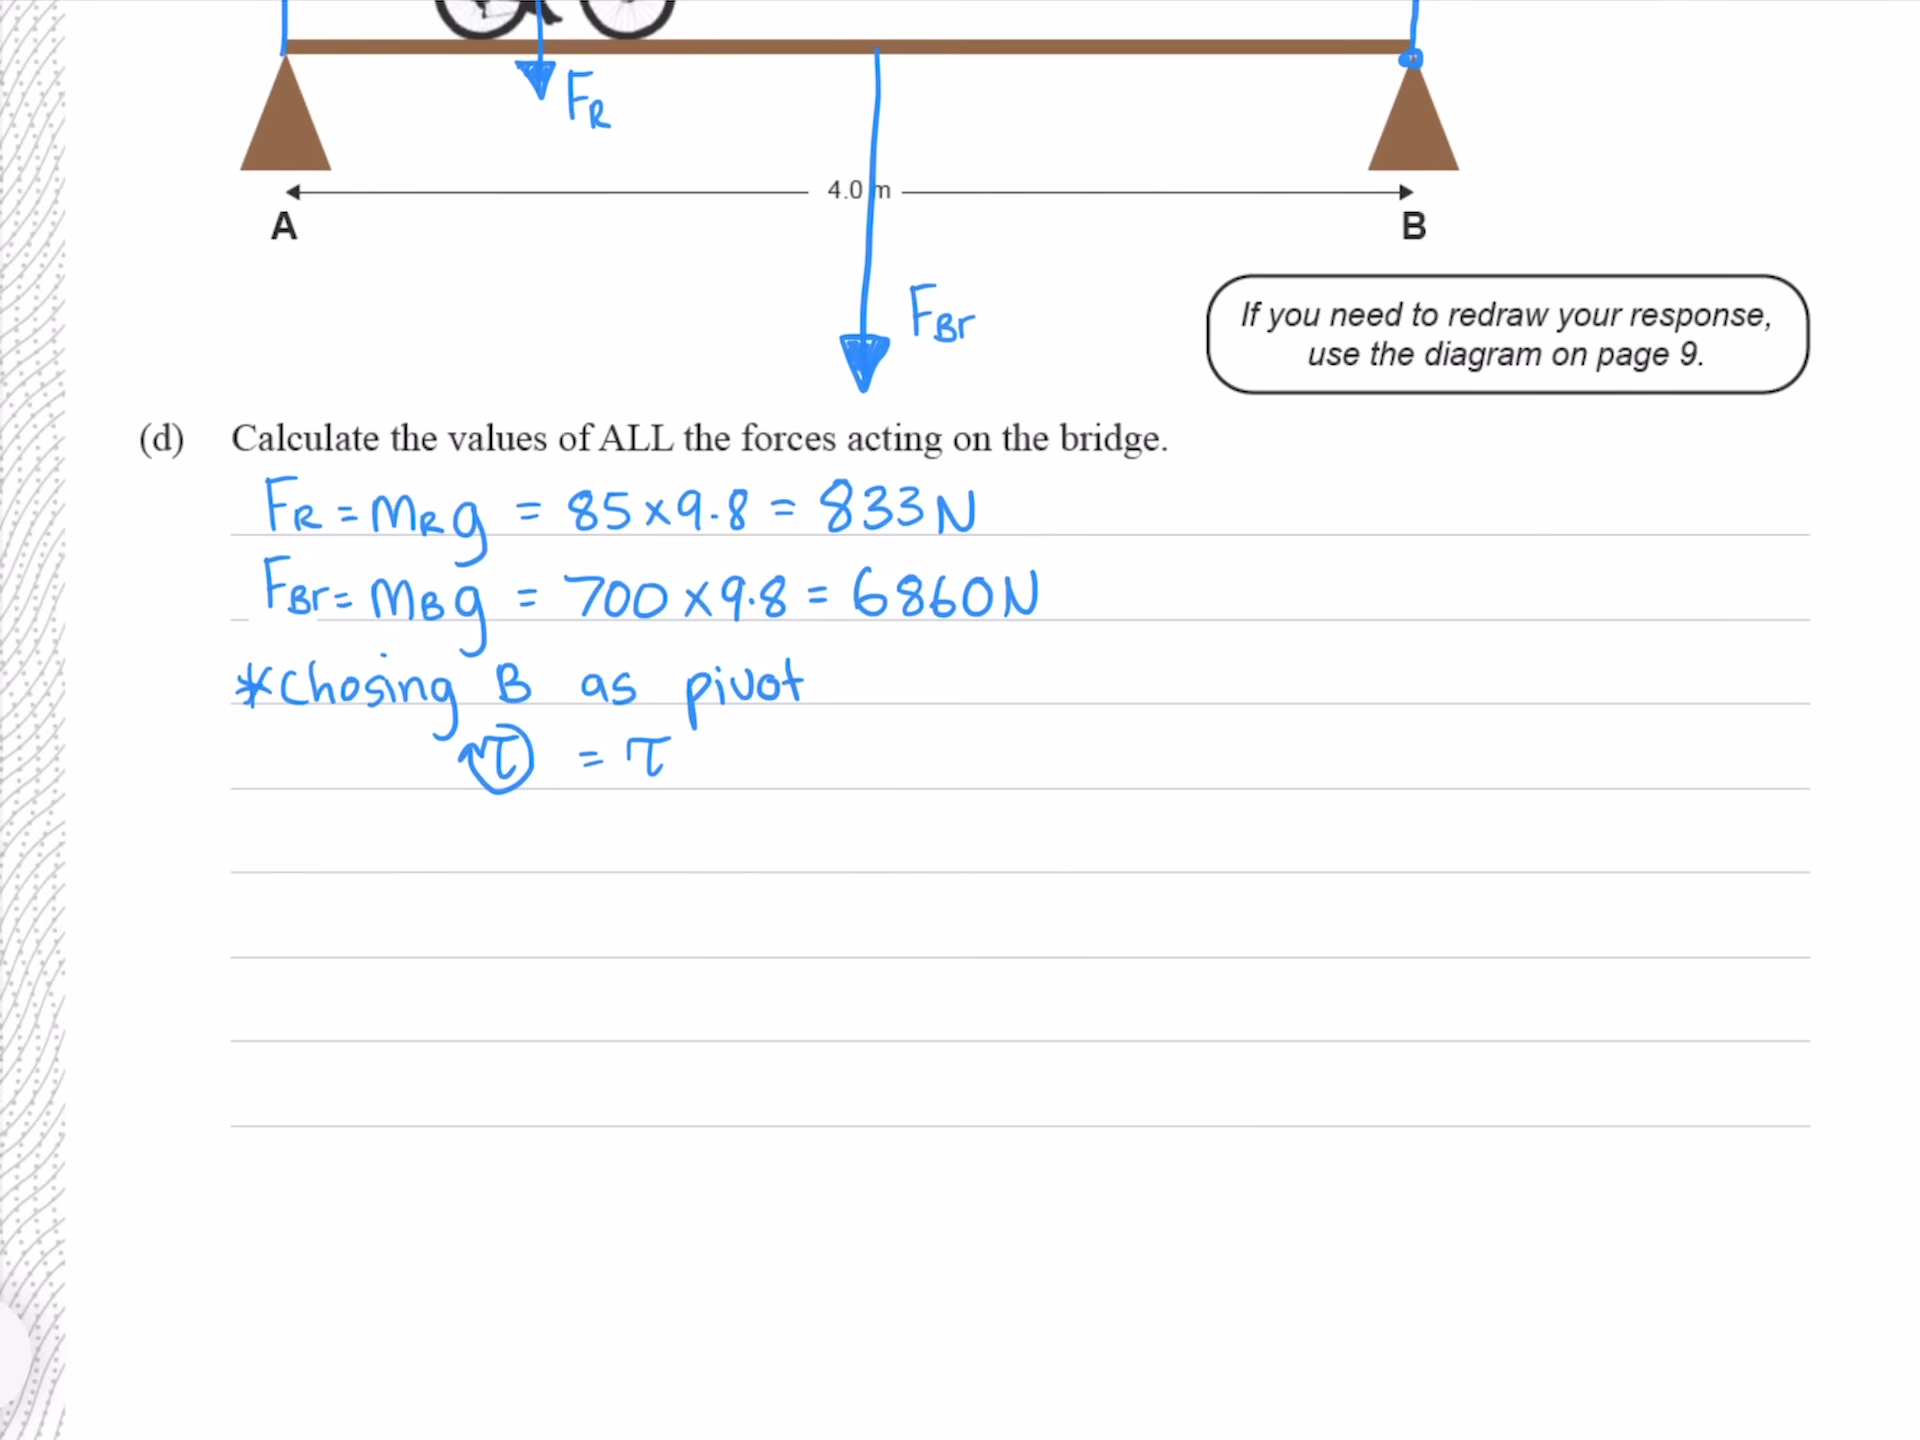 F_R
4.0 m
A
B
F_Br
If you need to redraw your response,
use the diagram on page 9.
(d) Calculate the values of ALL the forces acting on the bridge.
F_R = m_R g = 85 × 9.8 = 833 N
F_Br = m_B g = 700 × 9.8 = 6860 N
*Chosing B as pivot
τ = τ